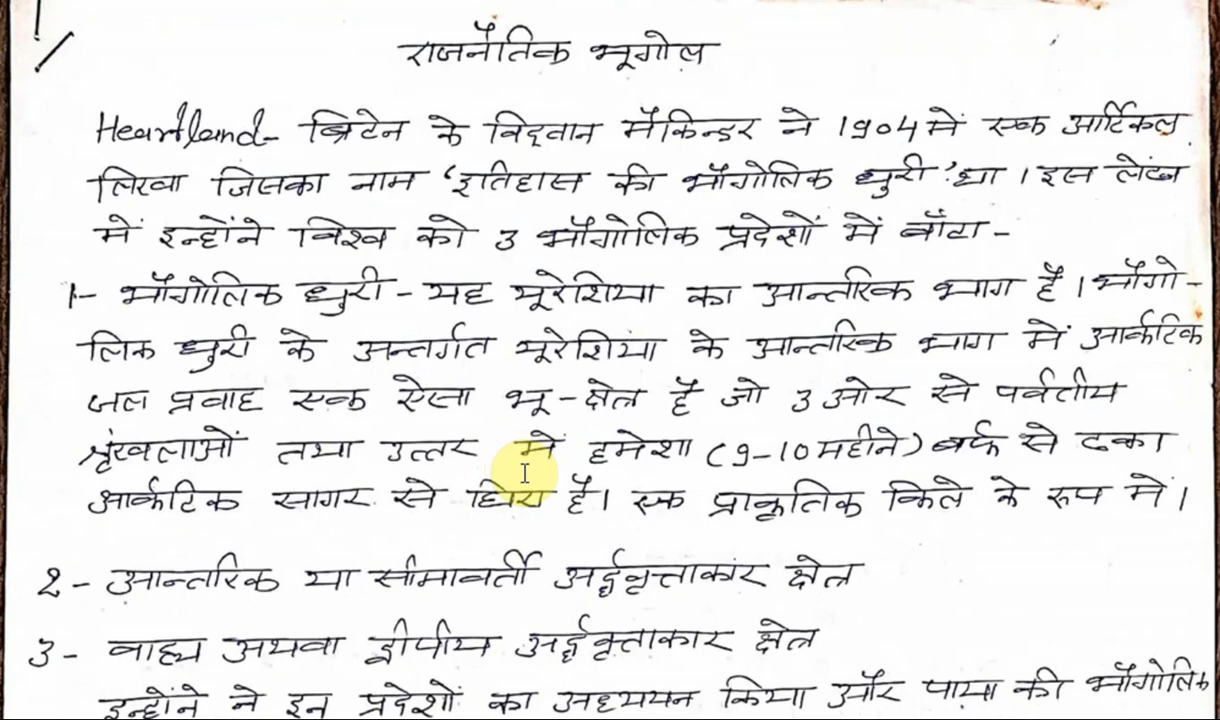 राजनैतिक भूगोल
Heartland- ब्रिटेन के विद्वान मैकिन्डर ने 1904 में एक आर्टिकल
लिखा जिसका नाम 'इतिहास की भौगोलिक धुरी' था । इस लेख
में इन्होंने विश्व को 3 भौगोलिक प्रदेशों में बाँटा -
1- भौगोलिक धुरी - यह यूरेशिया का आन्तरिक भाग है । भौगो-
लिक धुरी के अन्तर्गत यूरेशिया के आन्तरिक भाग में आर्कटिक
जल प्रवाह एक ऐसा भू-क्षेत्र है जो 3 ओर से पर्वतीय
श्रृंखलाओं तथा उत्तर में हमेशा (9-10 महीने) बर्फ से ढका
आर्कटिक सागर से घिरा है। एक प्राकृतिक किले के रूप में।
2- आन्तरिक या सीमावर्ती अर्द्धवृत्ताकार क्षेत्र
3- वाह्य अथवा द्वीपीय अर्द्धवृत्ताकार क्षेत्र
इन्होंने ने इन प्रदेशों का अध्ययन किया और पाया की भौगोलिक